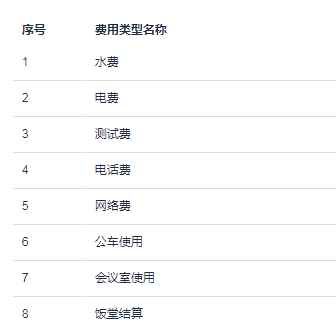 序号 费用类型名称
1 水费
2 电费
3 测试费
4 电话费
5 网络费
6 公车使用
7 会议室使用
8 饭堂结算